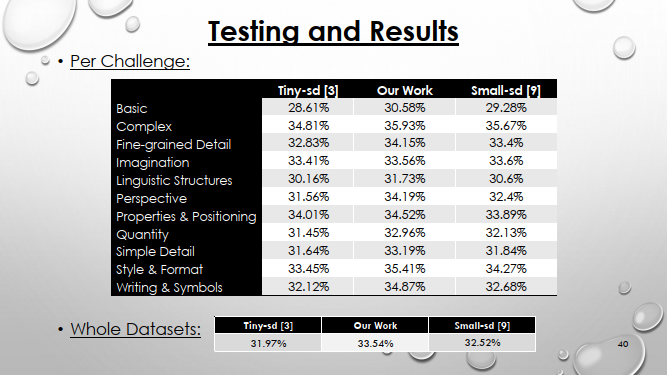 Testing and Results
• Per Challenge:
Tiny-sd [3] Our Work Small-sd [9]
Basic 28.61% 30.58% 29.28%
Complex 34.81% 35.93% 35.67%
Fine-grained Detail 32.83% 34.15% 33.4%
Imagination 33.41% 33.56% 33.6%
Linguistic Structures 30.16% 31.73% 30.6%
Perspective 31.56% 34.19% 32.4%
Properties & Positioning 34.01% 34.52% 33.89%
Quantity 31.45% 32.96% 32.13%
Simple Detail 31.64% 33.19% 31.84%
Style & Format 33.45% 35.41% 34.27%
Writing & Symbols 32.12% 34.87% 32.68%
• Whole Datasets:
Tiny-sd [3] Our Work Small-sd [9]
31.97% 33.54% 32.52%
40